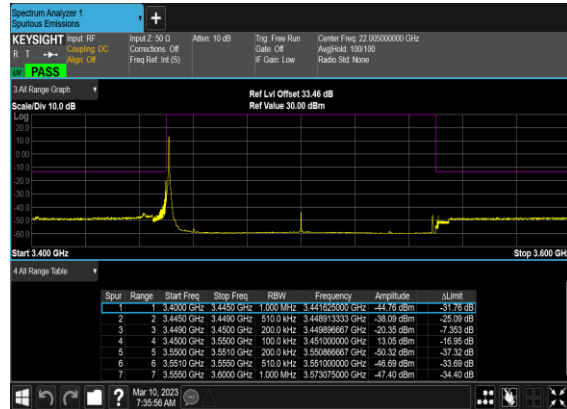 Spectrum Analyzer 1
Spurious Emissions
+
KEYSIGHT Input: RF Input Z: 50 Ω Atten: 10 dB Trig: Free Run Center Freq: 22.005000000 GHz
R T Coupling: DC Corrections: Off Gate: Off Avg|Hold: 100/100
Align: Off Freq Ref: Int (S) IF Gain: Low Radio Std: None
PASS
3 All Range Graph
Ref Lvl Offset 33.46 dB
Scale/Div 10.0 dB Ref Value 30.00 dBm
Log
20.0
10.0
0.00
-10.0
-20.0
-30.0
-40.0
-50.0
-60.0
Start 3.400 GHz Stop 3.600 GH
4 All Range Table
Spur Range Start Freq Stop Freq RBW Frequency Amplitude ΔLimit
1 1 3.4000 GHz 3.4450 GHz 1.000 MHz 3.441625000 GHz -44.76 dBm -31.76 dB
2 2 3.4450 GHz 3.4490 GHz 510.0 kHz 3.448913333 GHz -38.09 dBm -25.09 dB
3 3 3.4490 GHz 3.4500 GHz 200.0 kHz 3.449896667 GHz -20.35 dBm -7.353 dB
4 4 3.4500 GHz 3.5500 GHz 100.0 kHz 3.451000000 GHz 13.05 dBm -16.95 dB
5 5 3.5500 GHz 3.5510 GHz 200.0 kHz 3.550866667 GHz -50.32 dBm -37.32 dB
6 6 3.5510 GHz 3.5550 GHz 510.0 kHz 3.551000000 GHz -46.69 dBm -33.69 dB
7 7 3.5550 GHz 3.6000 GHz 1.000 MHz 3.573075000 GHz -47.40 dBm -34.40 dB
? Mar 10, 2023
7:35:56 AM